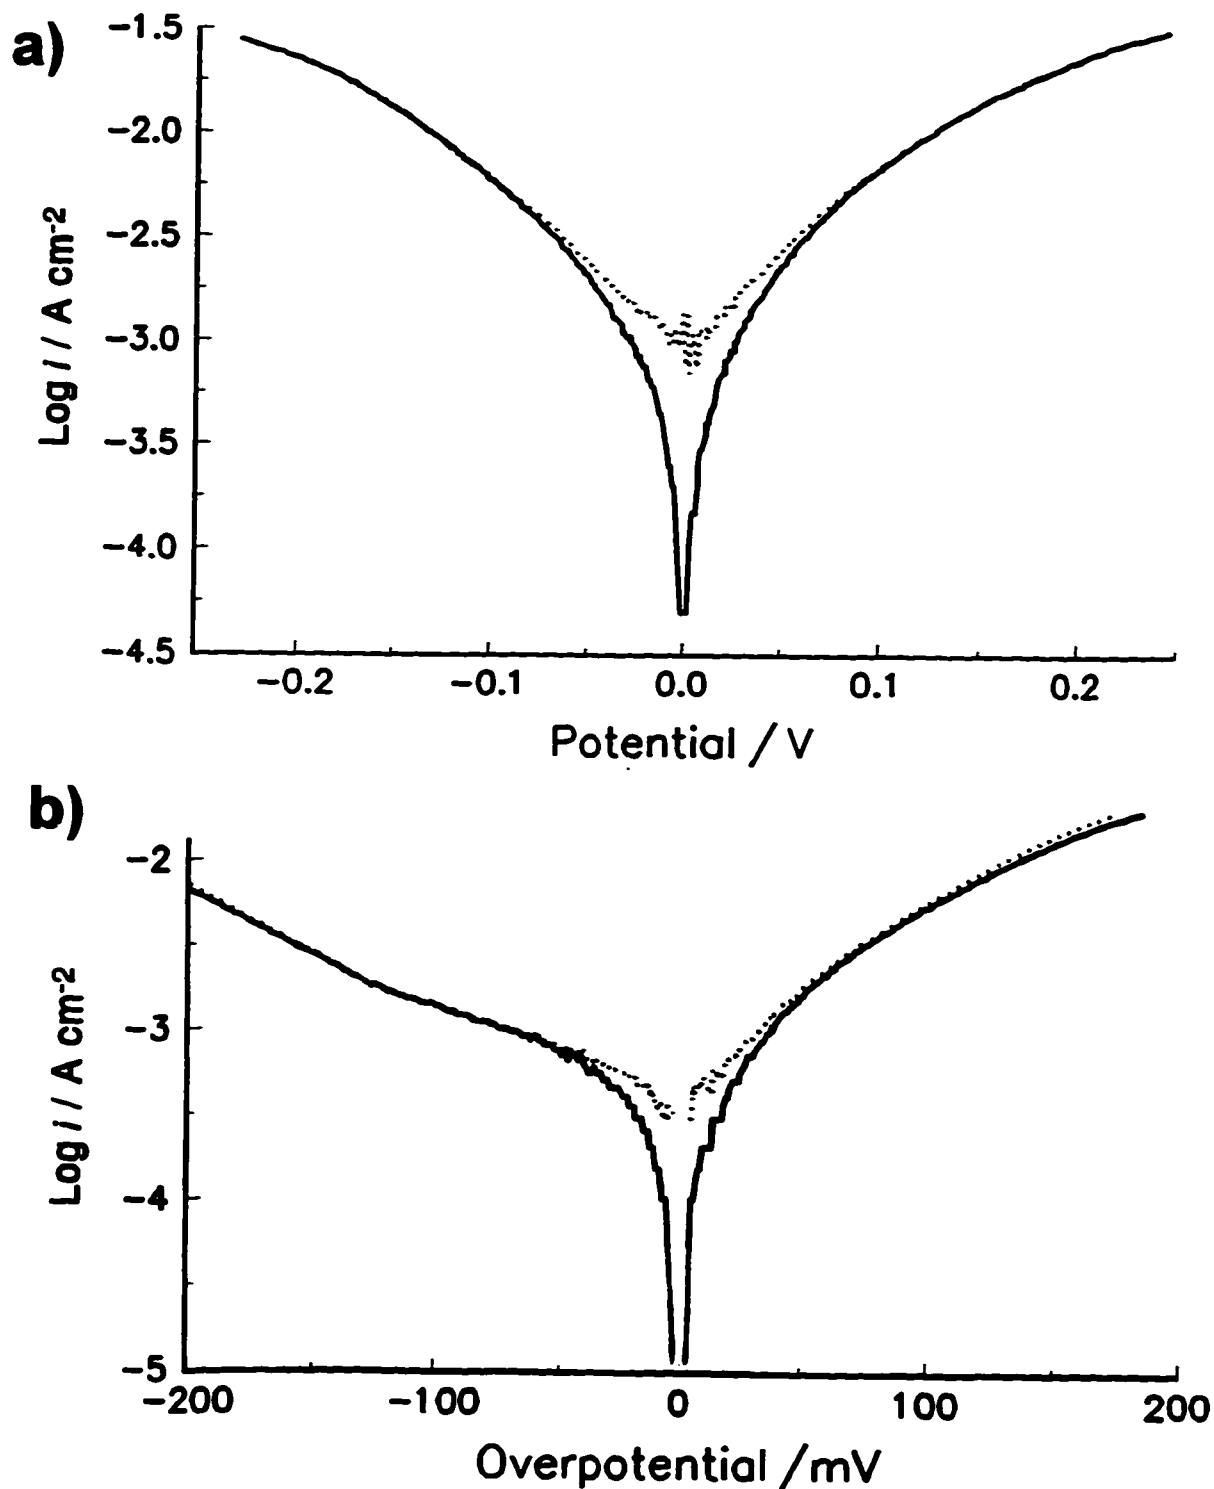 a)
−1.5
−2.0
−2.5
−3.0
−3.5
−4.0
−4.5
Log i / A cm-2
−0.2 −0.1 0.0 0.1 0.2
Potential / V
b)
−2
−3
−4
−5
Log i / A cm-2
−200 −100 0 100 200
Overpotential /mV